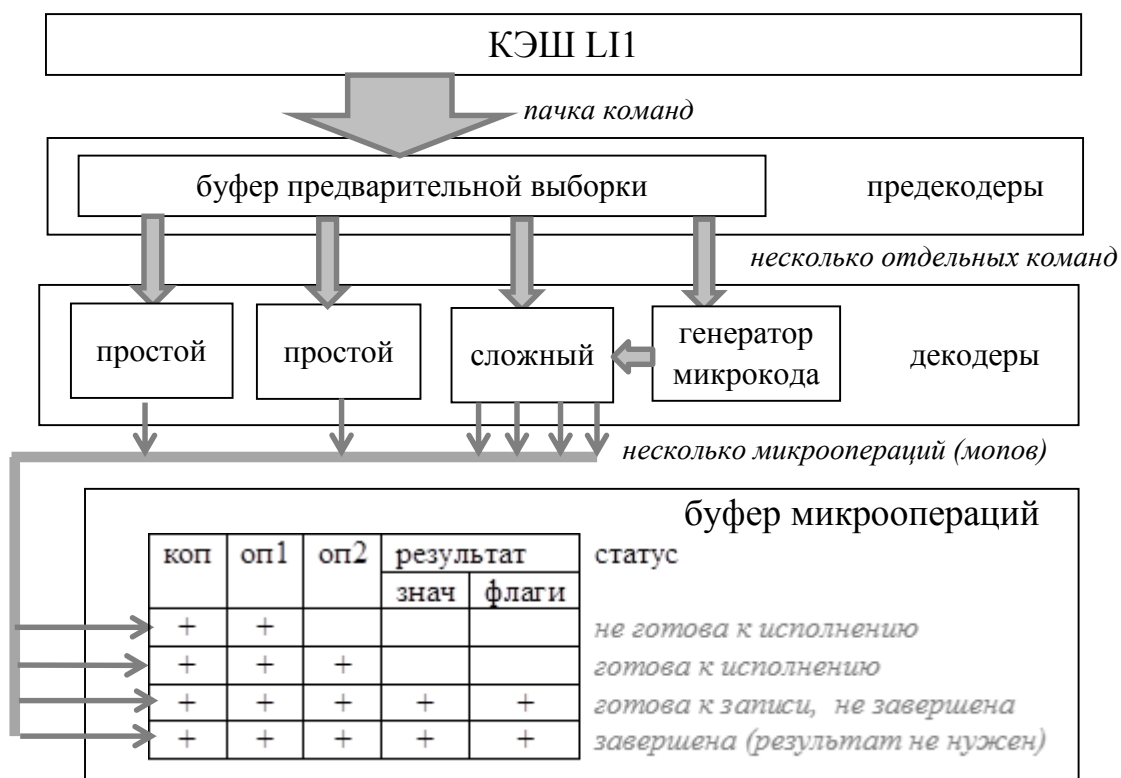 КЭШ LI1
пачка команд
буфер предварительной выборки
предекодеры
несколько отдельных команд
простой
простой
сложный
генератор
микрокода
декодеры
несколько микроопераций (мопов)
буфер микроопераций
коп оп1 оп2 результат статус
знач флаги
+ + не готова к исполнению
+ + + готова к исполнению
+ + + + + готова к записи, не завершена
+ + + + + завершена (результат не нужен)